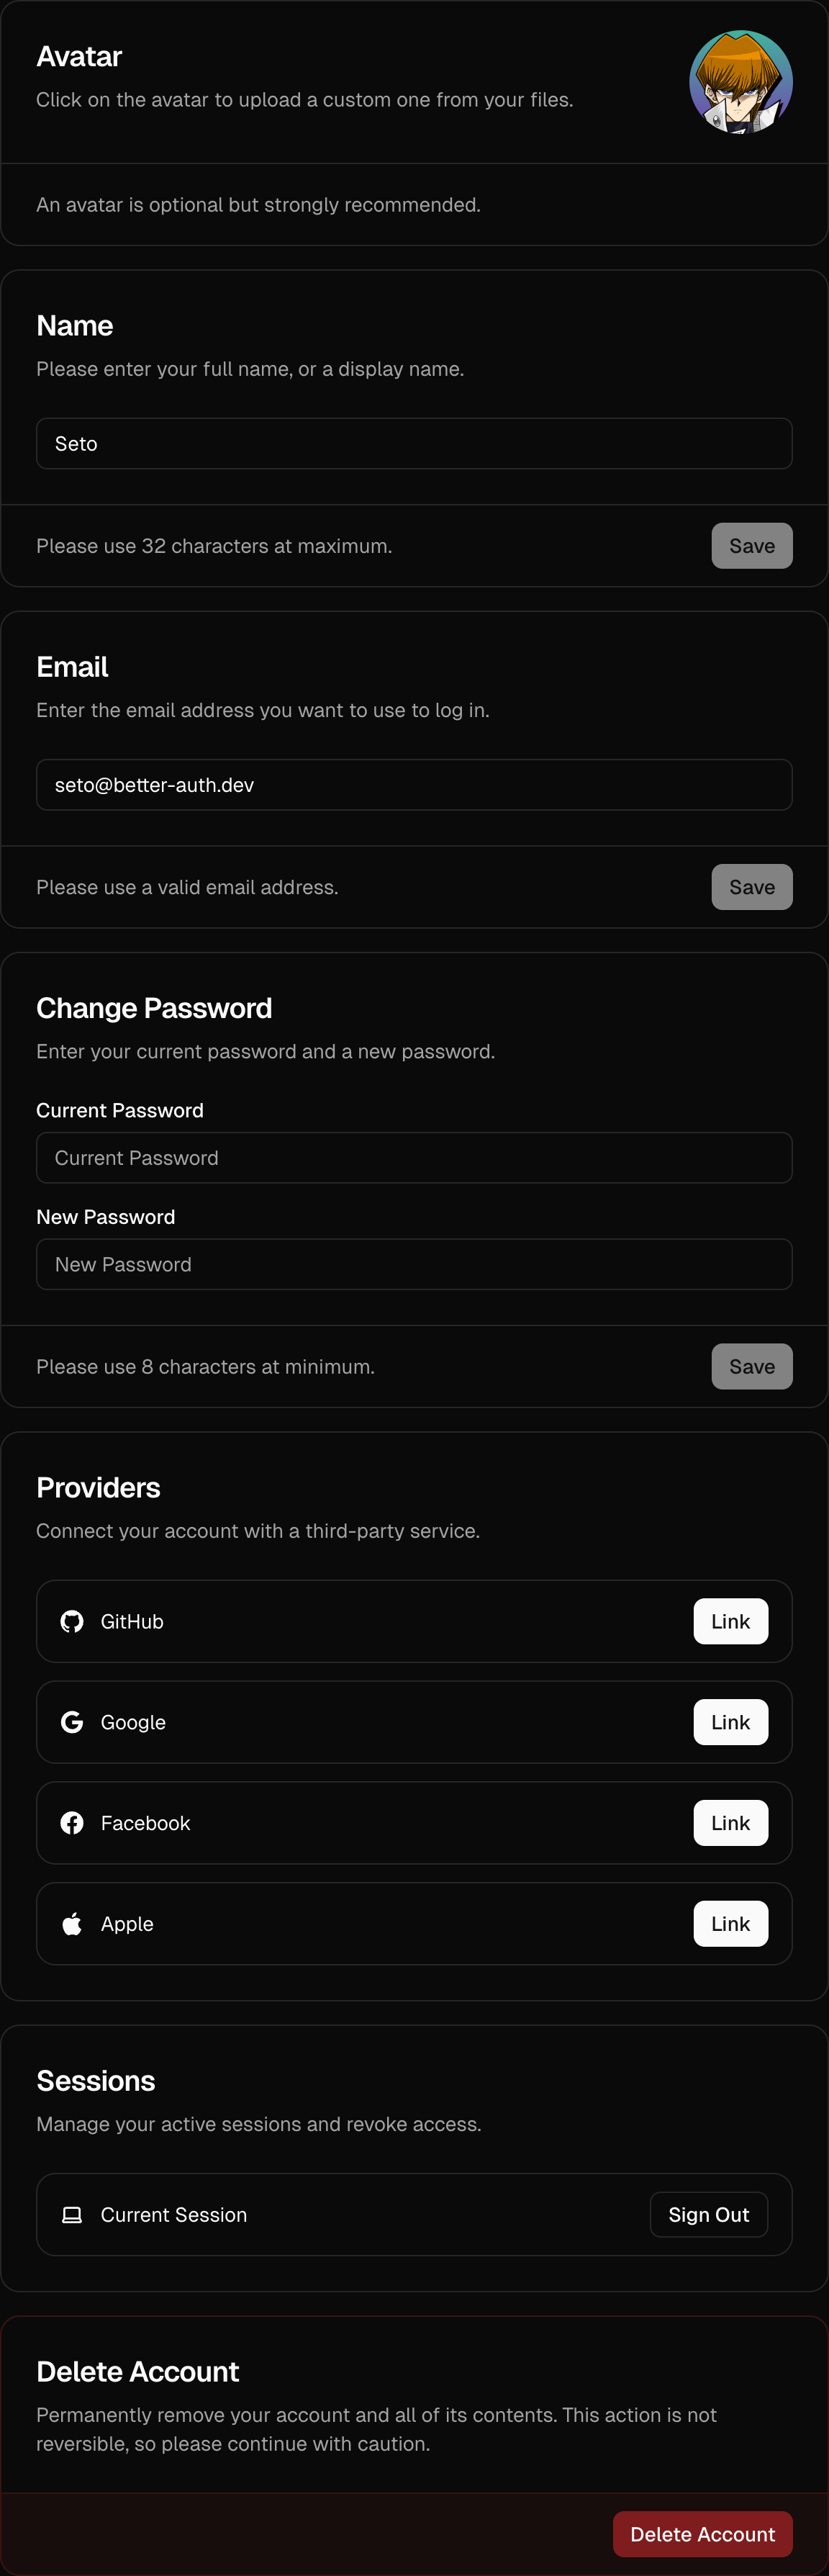 Avatar
Click on the avatar to upload a custom one from your files.
An avatar is optional but strongly recommended.
Name
Please enter your full name, or a display name.
Seto
Please use 32 characters at maximum.
Save
Email
Enter the email address you want to use to log in.
seto@better-auth.dev
Please use a valid email address.
Save
Change Password
Enter your current password and a new password.
Current Password
Current Password
New Password
New Password
Please use 8 characters at minimum.
Save
Providers
Connect your account with a third-party service.
GitHub
Link
Google
Link
Facebook
Link
Apple
Link
Sessions
Manage your active sessions and revoke access.
Current Session
Sign Out
Delete Account
Permanently remove your account and all of its contents. This action is not
reversible, so please continue with caution.
Delete Account